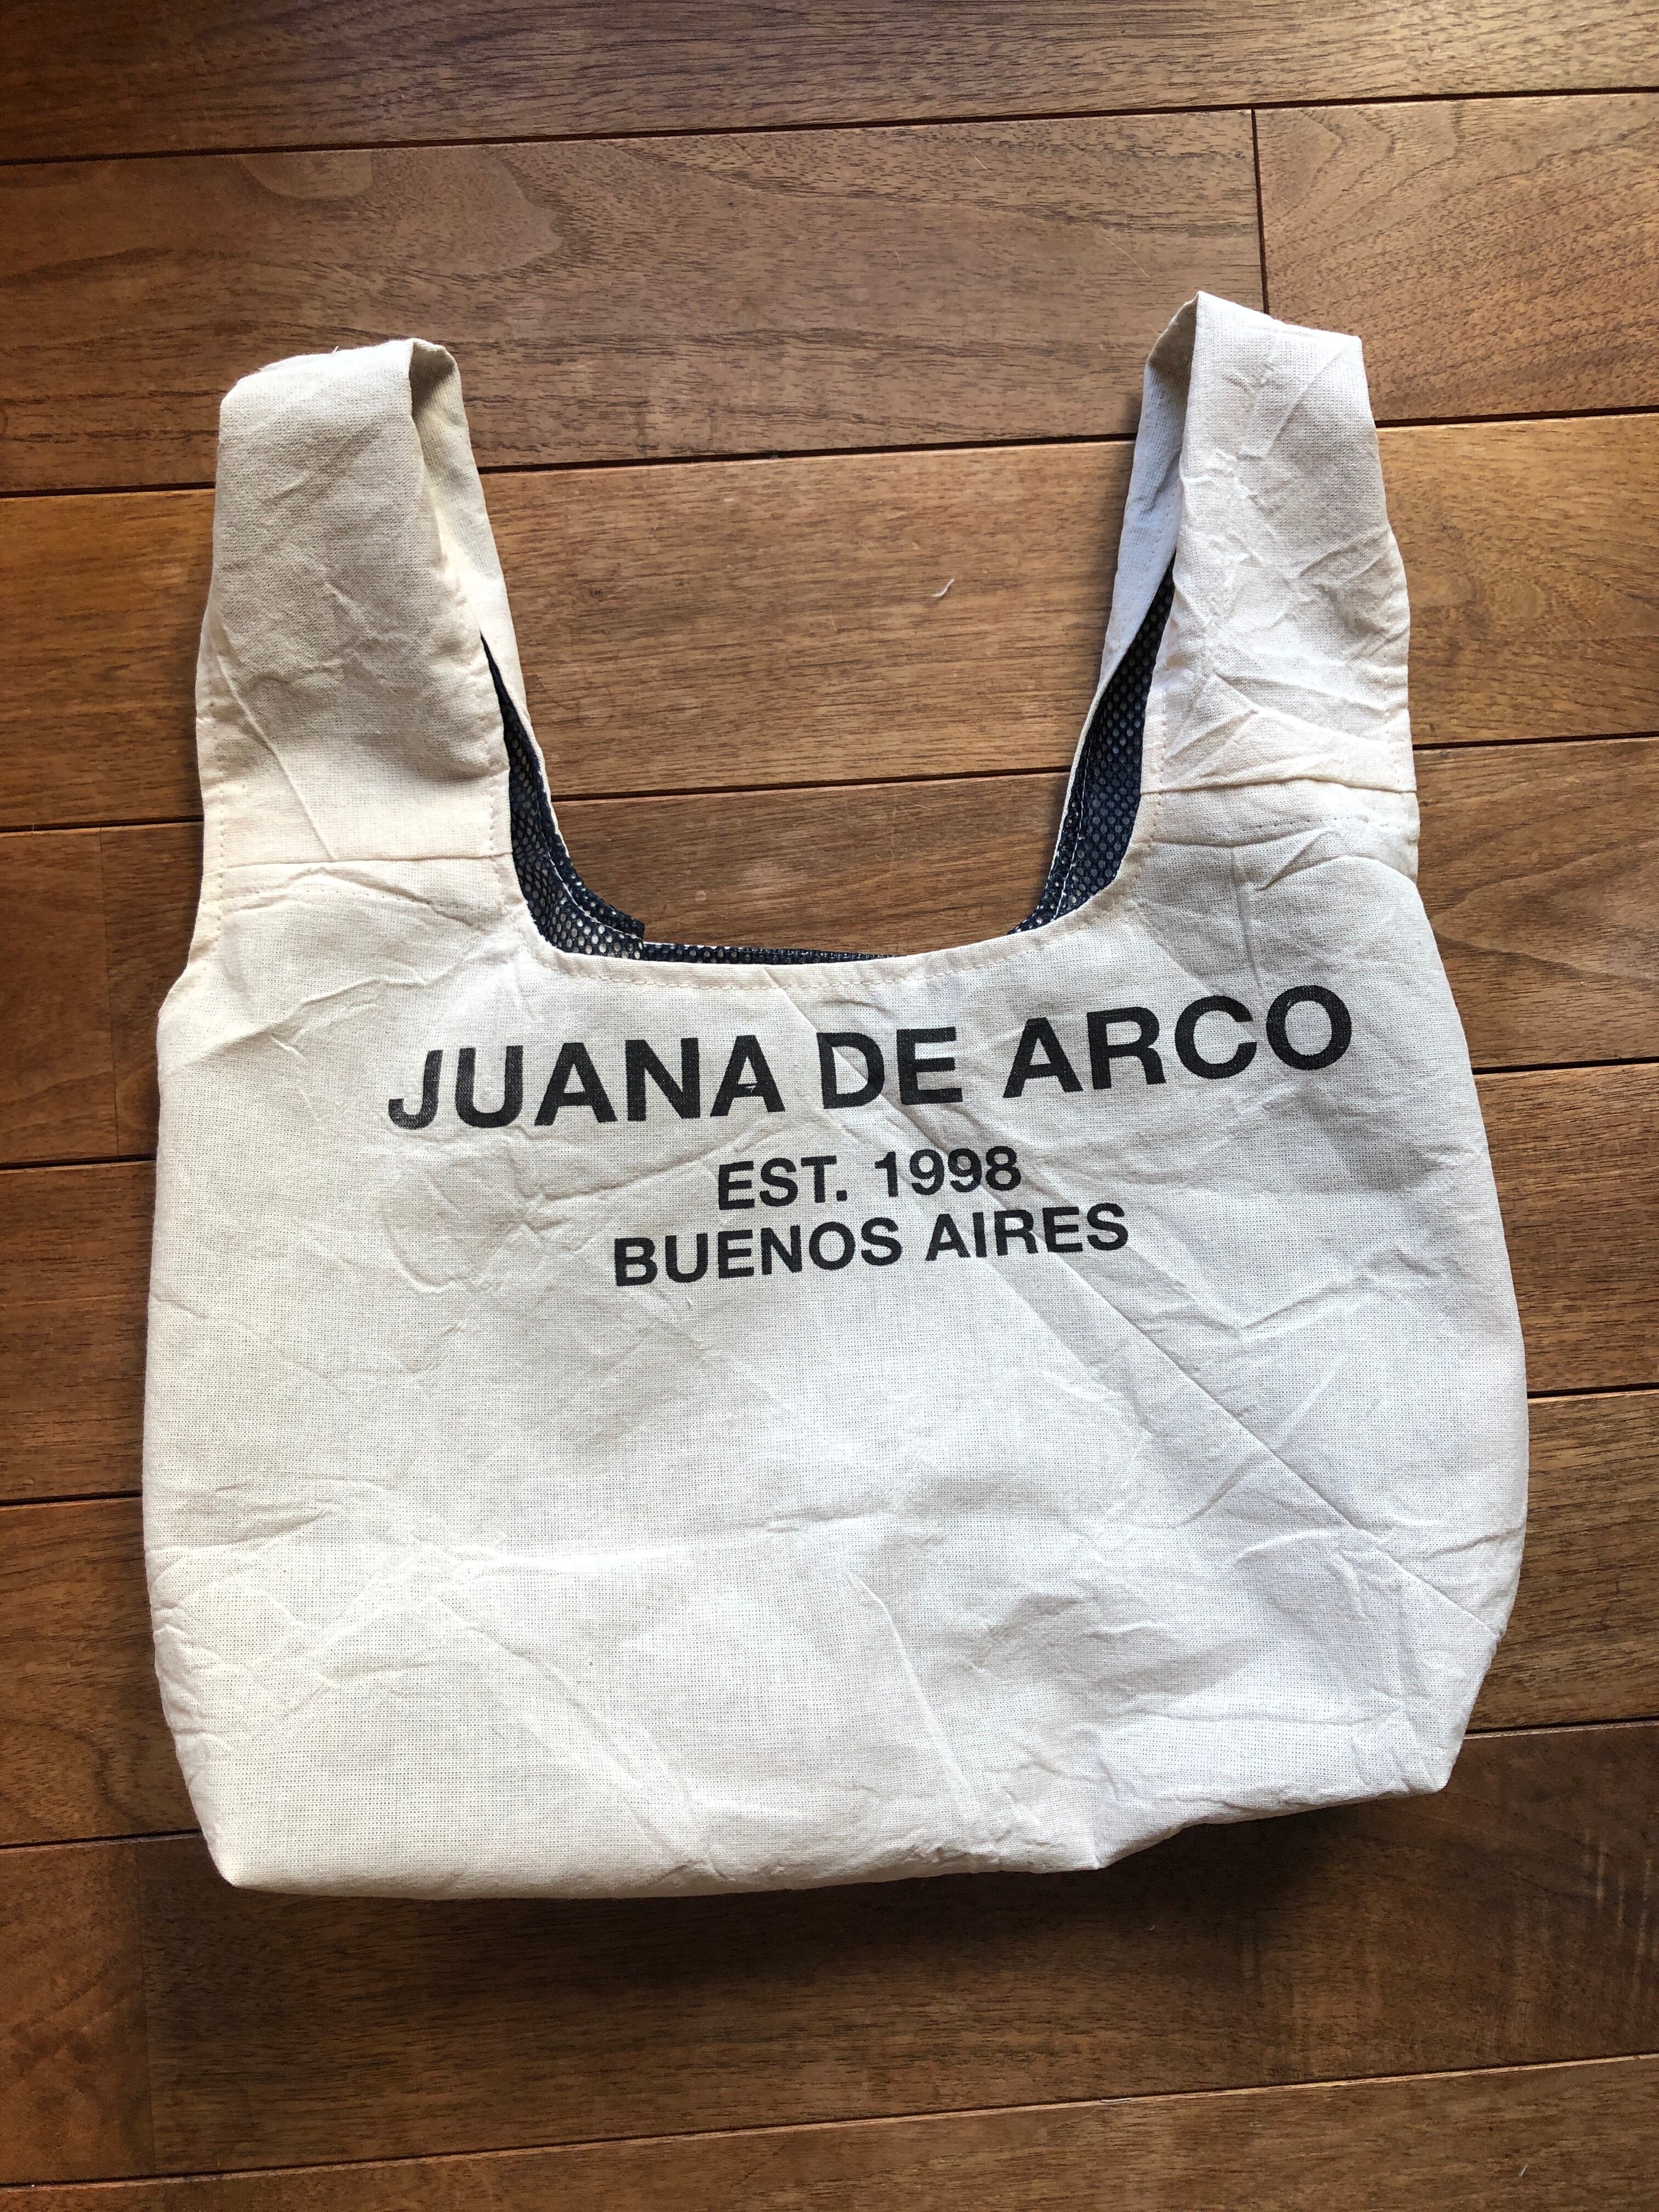 JUANA DE ARCO
EST. 1998
BUENOS AIRES